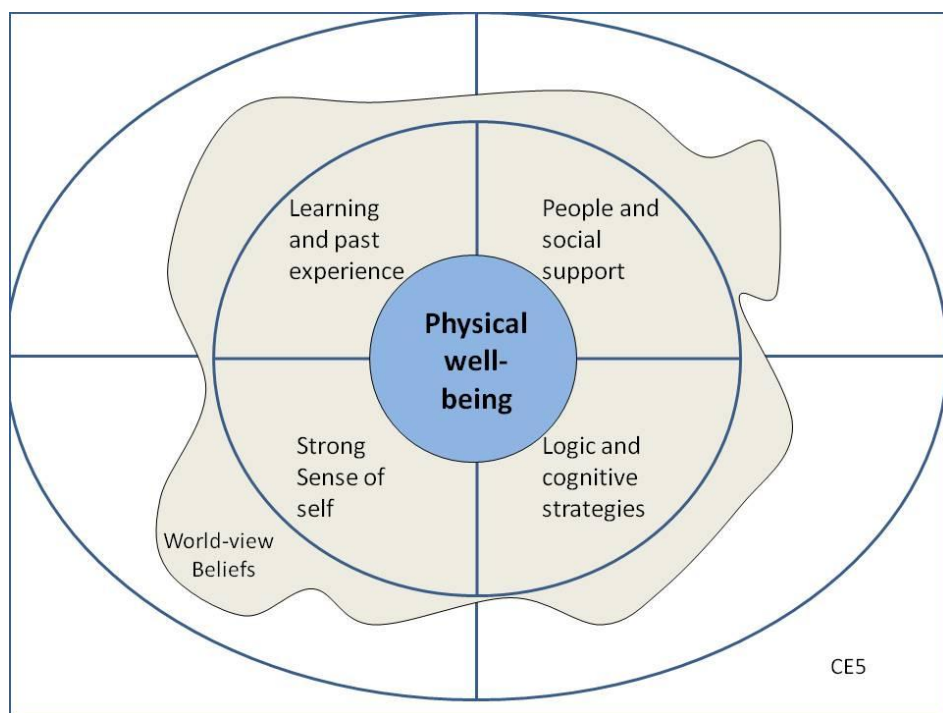 Learning
and past
experience
People and
social
support
Physical
well-
being
Strong
Sense of
self
Logic and
cognitive
strategies
World-view
Beliefs
CE5